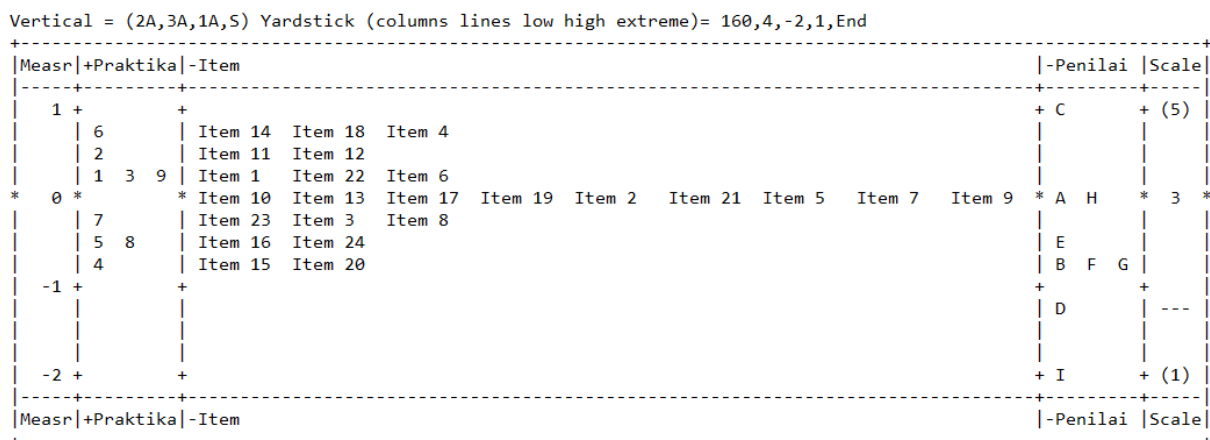 Vertical = (2A,3A,1A,S) Yardstick (columns lines low high extreme)= 160,4,-2,1,End
+-----------------------------------------------------------------------------------------------------------------+
|Measr|+Praktika|-Item |-Penilai |Scale|
|-----+---------+----------------------------------------------------------------------------------+---------+-----|
| 1 + + + C + (5) |
| | 6 | Item 14 Item 18 Item 4 | | |
| | 2 | Item 11 Item 12 | | |
| | 1 3 9 | Item 1 Item 22 Item 6 | | |
* 0 * * Item 10 Item 13 Item 17 Item 19 Item 2 Item 21 Item 5 Item 7 Item 9 * A H * 3 *
| | 7 | Item 23 Item 3 Item 8 | | |
| | 5 8 | Item 16 Item 24 | E | |
| | 4 | Item 15 Item 20 | B F G | |
| -1 + + + + |
| | | | D | --- |
| | | | | |
| | | | | |
| -2 + + + I + (1) |
|-----+---------+----------------------------------------------------------------------------------+---------+-----|
|Measr|+Praktika|-Item |-Penilai |Scale|